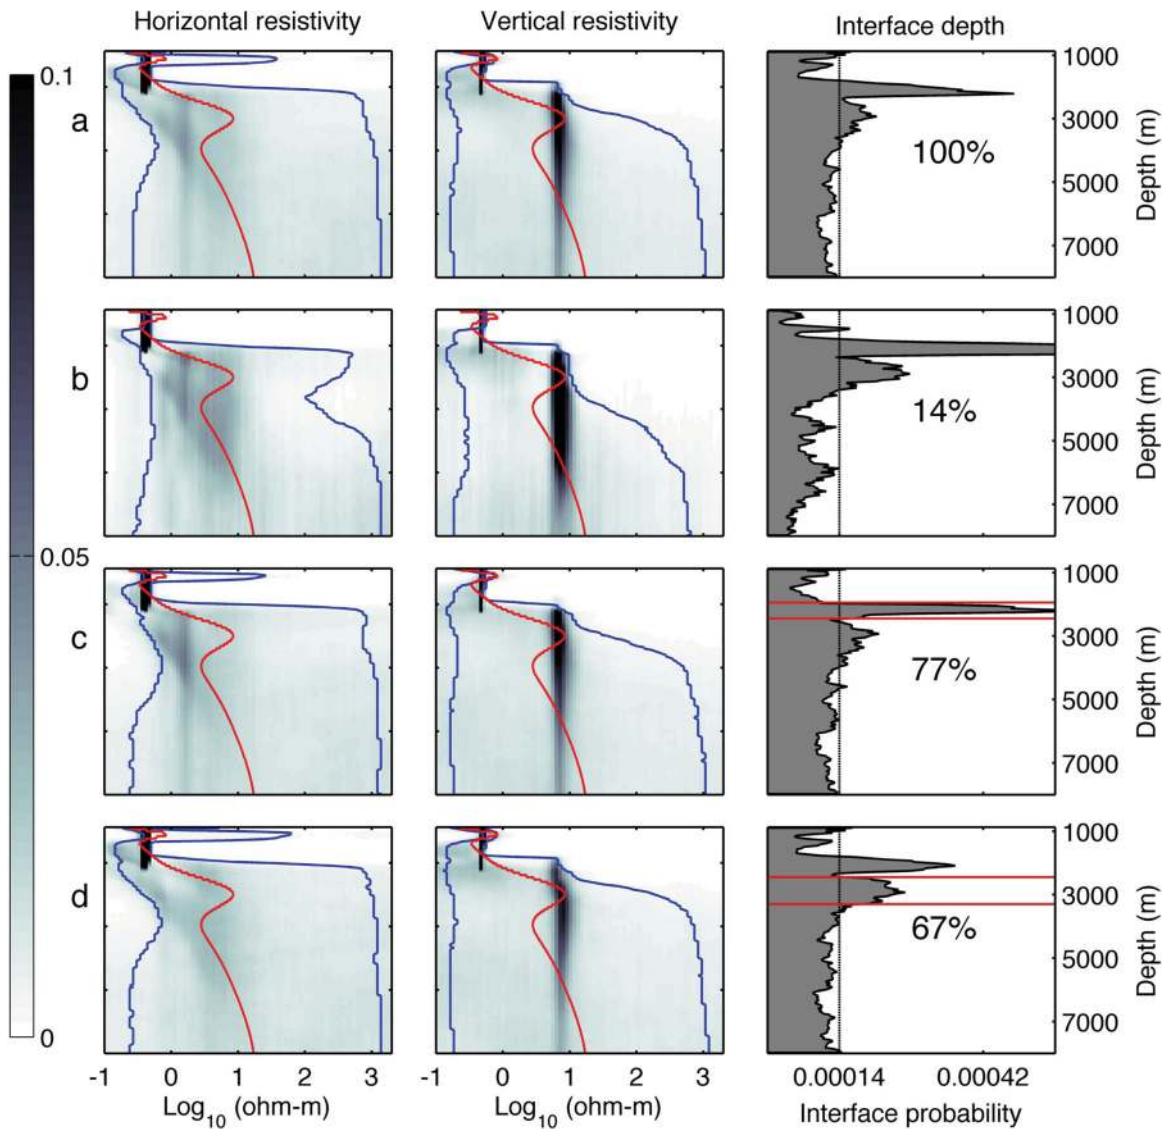 Horizontal resistivity
Vertical resistivity
Interface depth
0.1
0.05
0
a
100%
1000
3000
5000
7000
Depth (m)
b
14%
1000
3000
5000
7000
Depth (m)
c
77%
1000
3000
5000
7000
Depth (m)
d
67%
1000
3000
5000
7000
Depth (m)
-1 0 1 2 3
-1 0 1 2 3
0.00014 0.00042
Log10 (ohm-m)
Log10 (ohm-m)
Interface probability